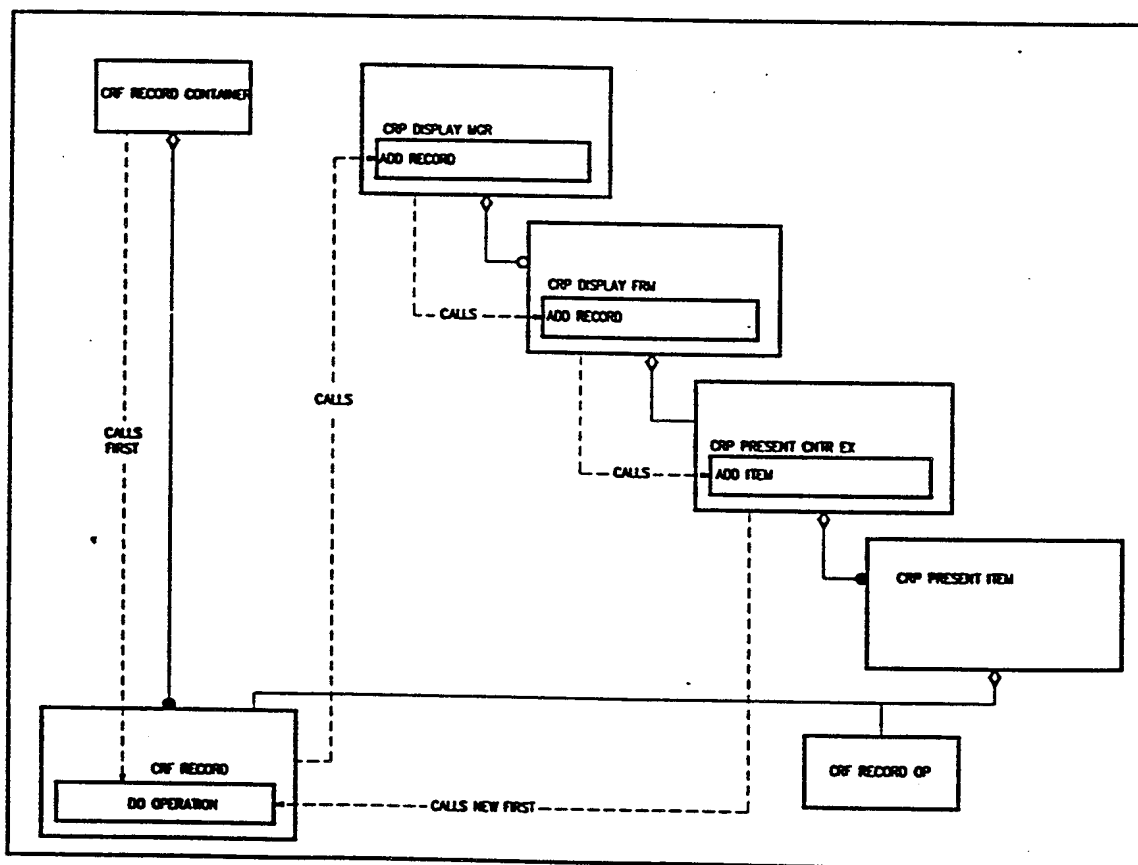 CRF RECORD CONTAINER
CRP DISPLAY MGR
ADD RECORD
CRP DISPLAY FRM
CALLS
ADD RECORD
CALLS
CALLS
FIRST
CRP PRESENT CNTR EX
CALLS
ADD ITEM
CRP PRESENT ITEM
CRF RECORD
CRF RECORD OP
DO OPERATION
CALLS NEW FIRST